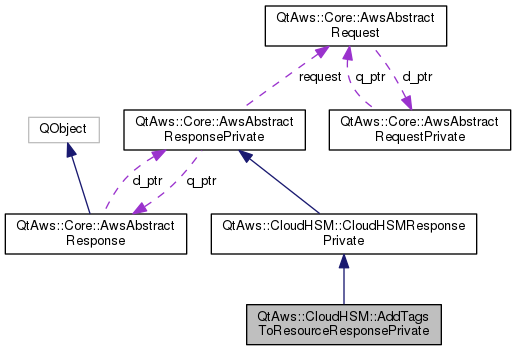 QtAws::Core::AwsAbstract
Request
request
q_ptr
d_ptr
QObject
QtAws::Core::AwsAbstract
ResponsePrivate
QtAws::Core::AwsAbstract
RequestPrivate
d_ptr
q_ptr
QtAws::Core::AwsAbstract
Response
QtAws::CloudHSM::CloudHSMResponse
Private
QtAws::CloudHSM::AddTags
ToResourceResponsePrivate